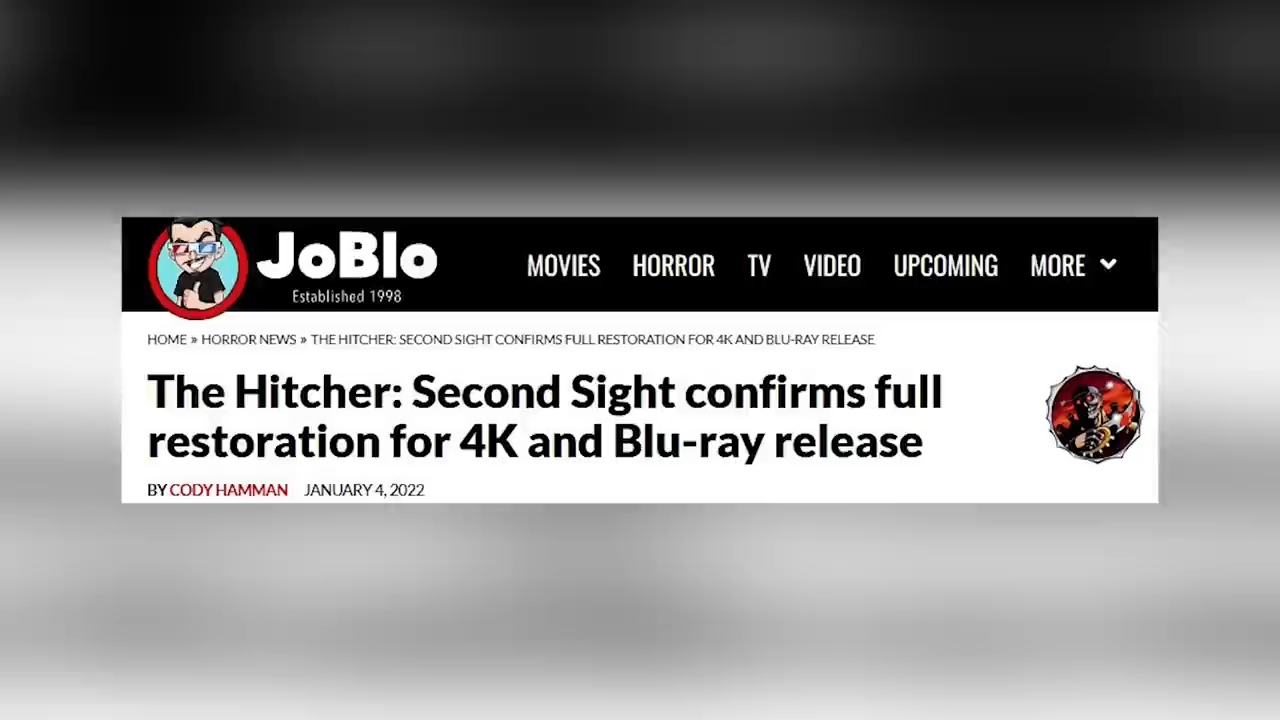 JoBlo
Established 1998
MOVIES HORROR TV VIDEO UPCOMING MORE
HOME » HORROR NEWS » THE HITCHER: SECOND SIGHT CONFIRMS FULL RESTORATION FOR 4K AND BLU-RAY RELEASE
The Hitcher: Second Sight confirms full
restoration for 4K and Blu-ray release
BY CODY HAMMAN JANUARY 4, 2022